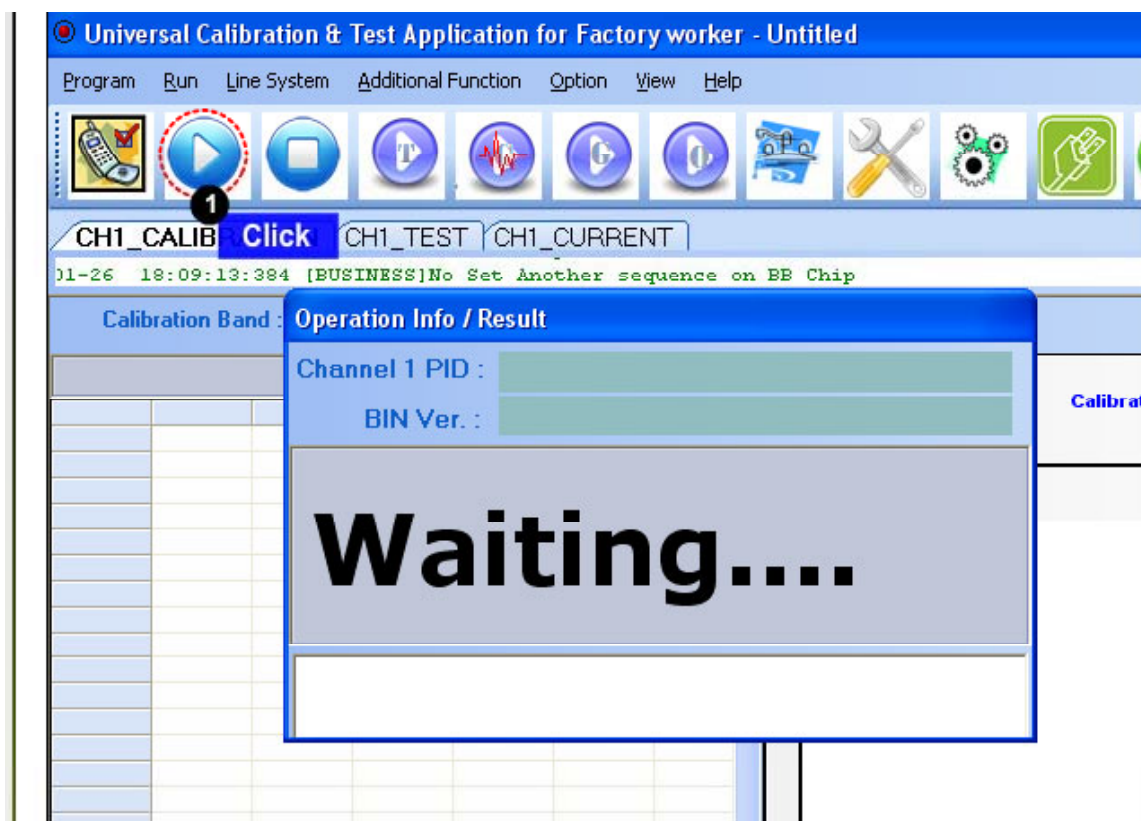 Universal Calibration & Test Application for Factory worker - Untitled
Program Run Line System Additional Function Option View Help
T G
1
Click
CH1_CALIB CH1_TEST CH1_CURRENT
01-26 18:09:13:384 [BUSINESS]No Set Another sequence on BB Chip
Calibration Band :
Operation Info / Result
Channel 1 PID :
BIN Ver. :
Calibrat
Waiting....